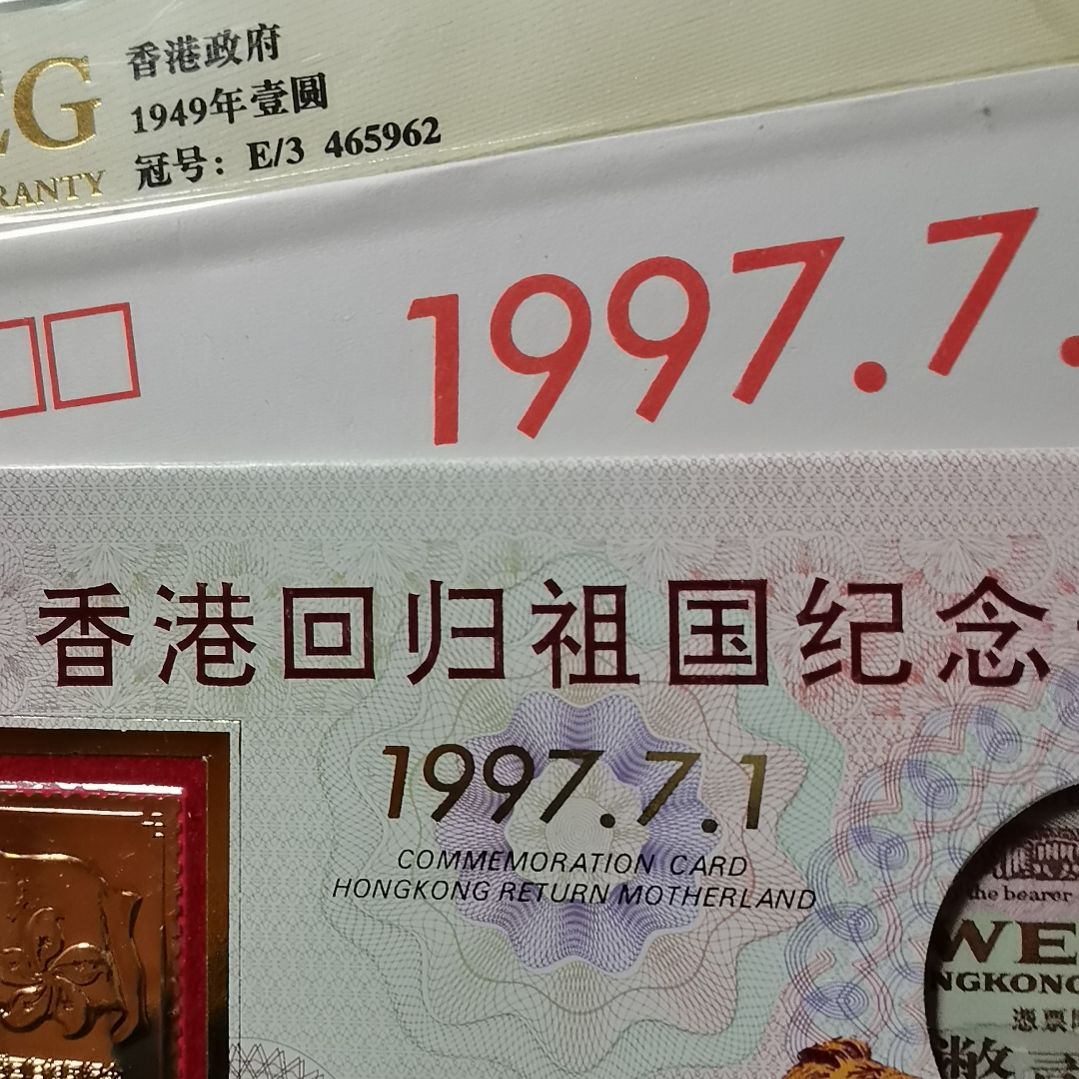 EG
香港政府
1949年壹圆
冠号: E/3 465962
RANTY
1997.7.
香港回归祖国纪念
1997.7.1
COMMEMORATION CARD
HONGKONG RETURN MOTHERLAND
the bearer
WE
NGKONG
憑票